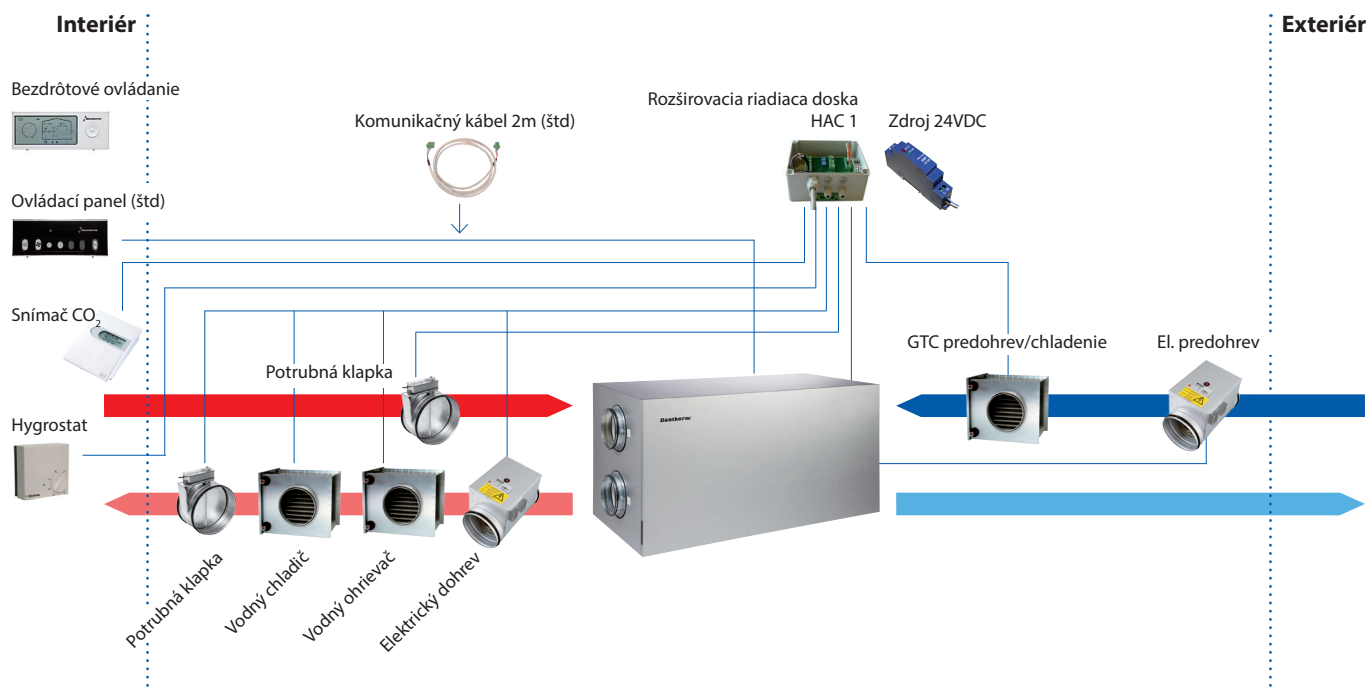 Interiér
Exteriér
Bezdrôtové ovládanie
Komunikačný kábel 2m (štd)
Rozširovacia riadiaca doska
HAC 1
Zdroj 24VDC
Ovládací panel (štd)
Snímač CO2
Potrubná klapka
GTC predohrev/chladenie
El. predohrev
Dantherm
Hygrostat
Potrubná klapka
Vodný chladič
Vodný ohrievač
Elektrický dohrev